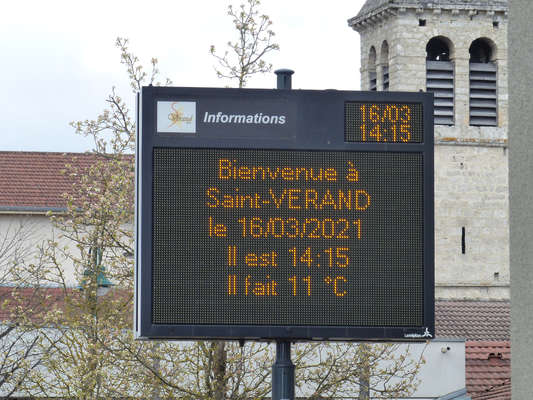 Informations
16/03
14:15
Bienvenue à
Saint-VERAND
le 16/03/2021
Il est 14:15
Il fait 11 °C